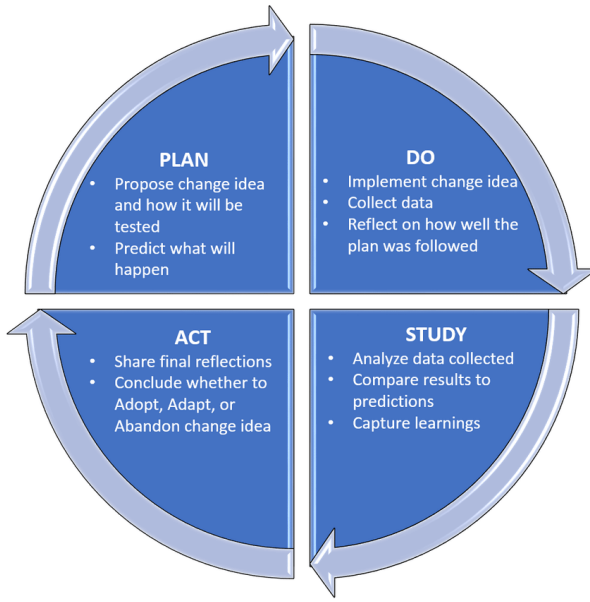 PLAN
• Propose change idea
and how it will be
tested
• Predict what will
happen
DO
• Implement change idea
• Collect data
• Reflect on how well the
plan was followed
ACT
• Share final reflections
• Conclude whether to
Adopt, Adapt, or
Abandon change idea
STUDY
• Analyze data collected
• Compare results to
predictions
• Capture learnings